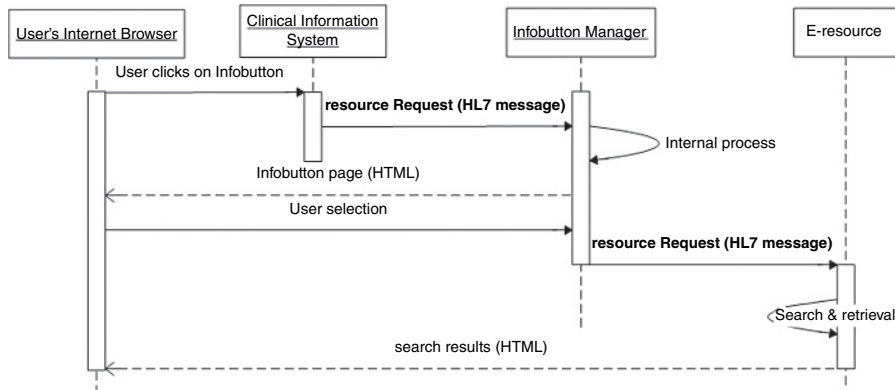 User's Internet Browser
Clinical Information
System
Infobutton Manager
E-resource
User clicks on Infobutton
resource Request (HL7 message)
Internal process
Infobutton page (HTML)
User selection
resource Request (HL7 message)
Search & retrieval
search results (HTML)